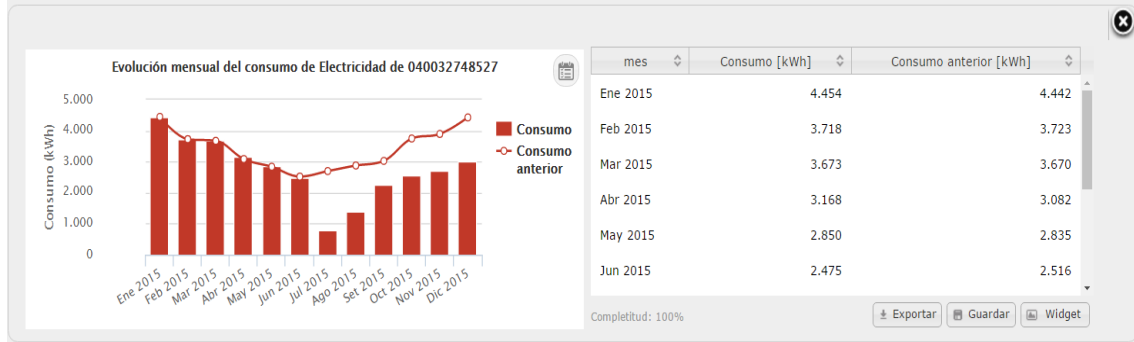 Evolución mensual del consumo de Electricidad de 040032748527
5.000
4.000
3.000
2.000
1.000
0
Consumo (kWh)
Ene 2015
Feb 2015
Mar 2015
Abr 2015
May 2015
Jun 2015
Jul 2015
Ago 2015
Set 2015
Oct 2015
Nov 2015
Dic 2015
Consumo
Consumo
anterior
mes Consumo [kWh] Consumo anterior [kWh]
Ene 2015 4.454 4.442
Feb 2015 3.718 3.723
Mar 2015 3.673 3.670
Abr 2015 3.168 3.082
May 2015 2.850 2.835
Jun 2015 2.475 2.516
Completitud: 100%
Exportar Guardar Widget